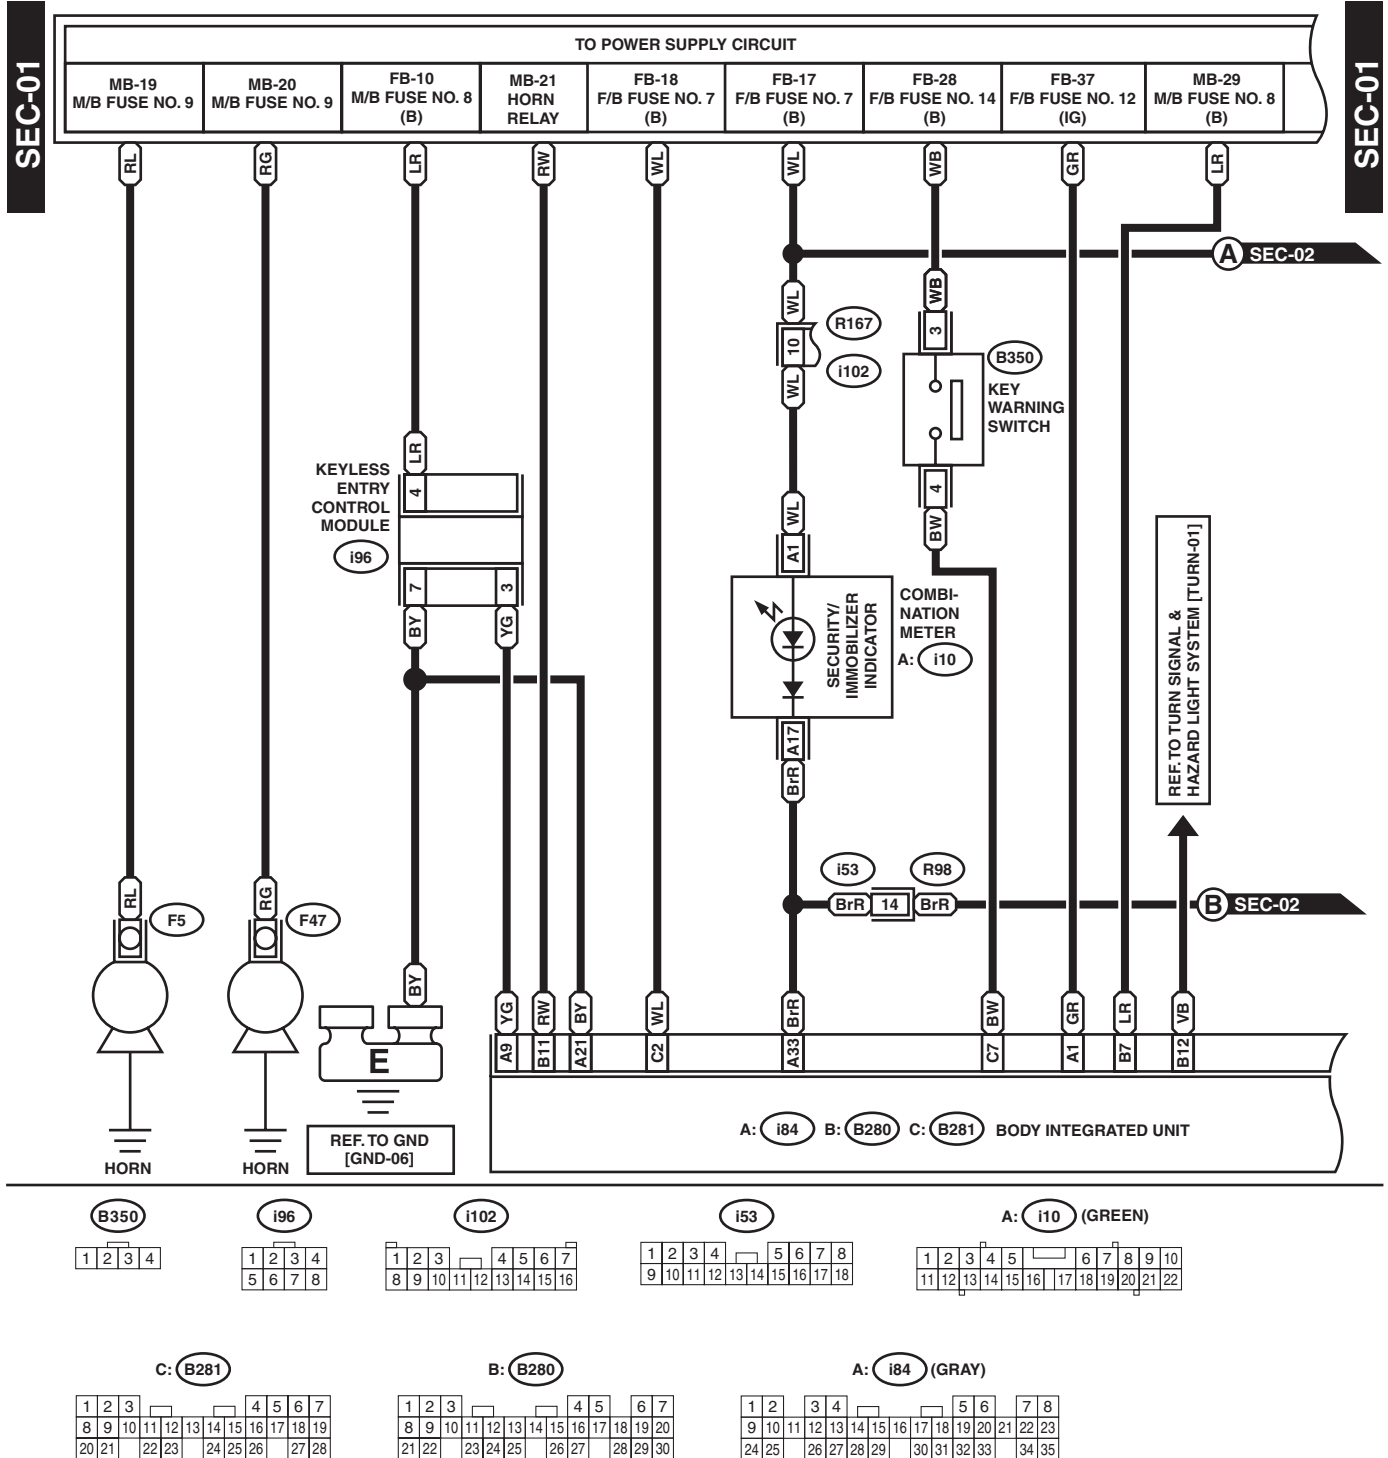 SEC-01
SEC-01
TO POWER SUPPLY CIRCUIT
MB-19
M/B FUSE NO. 9
MB-20
M/B FUSE NO. 9
FB-10
M/B FUSE NO. 8
(B)
MB-21
HORN
RELAY
FB-18
F/B FUSE NO. 7
(B)
FB-17
F/B FUSE NO. 7
(B)
FB-28
F/B FUSE NO. 14
(B)
FB-37
F/B FUSE NO. 12
(IG)
MB-29
M/B FUSE NO. 8
(B)
RL
RG
LR
RW
WL
WL
WB
GR
LR
A SEC-02
WL
WB
10
R167
i102
WL
3
B350
KEY
WARNING
SWITCH
4
BW
LR
KEYLESS
ENTRY
CONTROL
MODULE
i96
4
7
3
BY
YG
WL
A1
SECURITY/
IMMOBILIZER
INDICATOR
COMBI-
NATION
METER
A: i10
A17
BrR
REF. TO TURN SIGNAL &
HAZARD LIGHT SYSTEM [TURN-01]
i53
R98
BrR
14
BrR
B SEC-02
RL
F5
RG
F47
BY
E
YG
RW
BY
WL
BrR
BW
GR
LR
VB
A9
B11
A21
C2
A33
C7
A1
B7
B12
A: i84 B: B280 C: B281 BODY INTEGRATED UNIT
HORN
HORN
REF. TO GND
[GND-06]
B350
1 2 3 4
i96
1 2 3 4
5 6 7 8
i102
1 2 3 4 5 6 7
8 9 10 11 12 13 14 15 16
i53
1 2 3 4 5 6 7 8
9 10 11 12 13 14 15 16 17 18
A: i10 (GREEN)
1 2 3 4 5 6 7 8 9 10
11 12 13 14 15 16 17 18 19 20 21 22
C: B281
1 2 3 4 5 6 7
8 9 10 11 12 13 14 15 16 17 18 19
20 21 22 23 24 25 26 27 28
B: B280
1 2 3 4 5 6 7
8 9 10 11 12 13 14 15 16 17 18 19 20
21 22 23 24 25 26 27 28 29 30
A: i84 (GRAY)
1 2 3 4 5 6 7 8
9 10 11 12 13 14 15 16 17 18 19 20 21 22 23
24 25 26 27 28 29 30 31 32 33 34 35